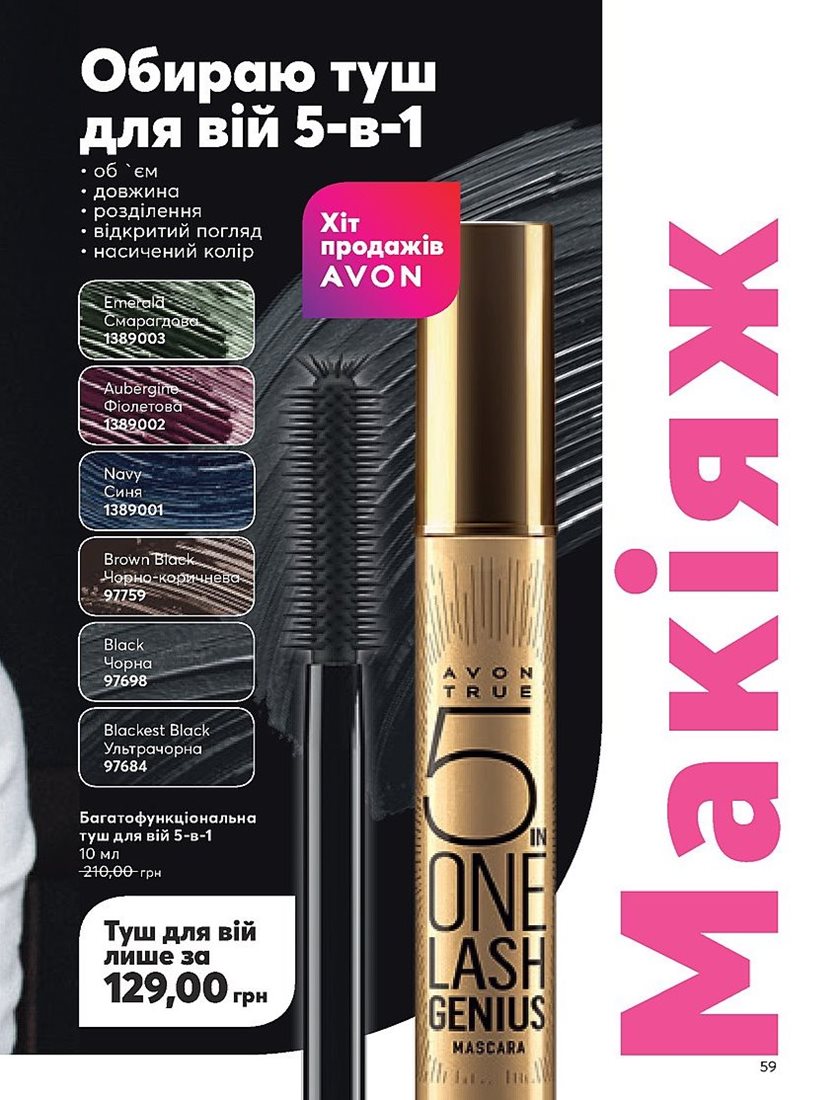 Обираю туш
для вій 5-в-1
• об `єм
• довжина
• розділення
• відкритий погляд
• насичений колір
Хіт
продажів
AVON
Emerald
Смарагдова
1389003
Aubergine
Фіолетова
1389002
Navy
Синя
1389001
Brown Black
Чорно-коричнева
97759
Black
Чорна
97698
Blackest Black
Ультрачорна
97684
Багатофункціональна
туш для вій 5-в-1
10 мл
210,00 грн
Туш для вій
лише за
129,00 грн
AVON
TRUE
5
IN
ONE
LASH
GENIUS
MASCARA
Макіяж
59